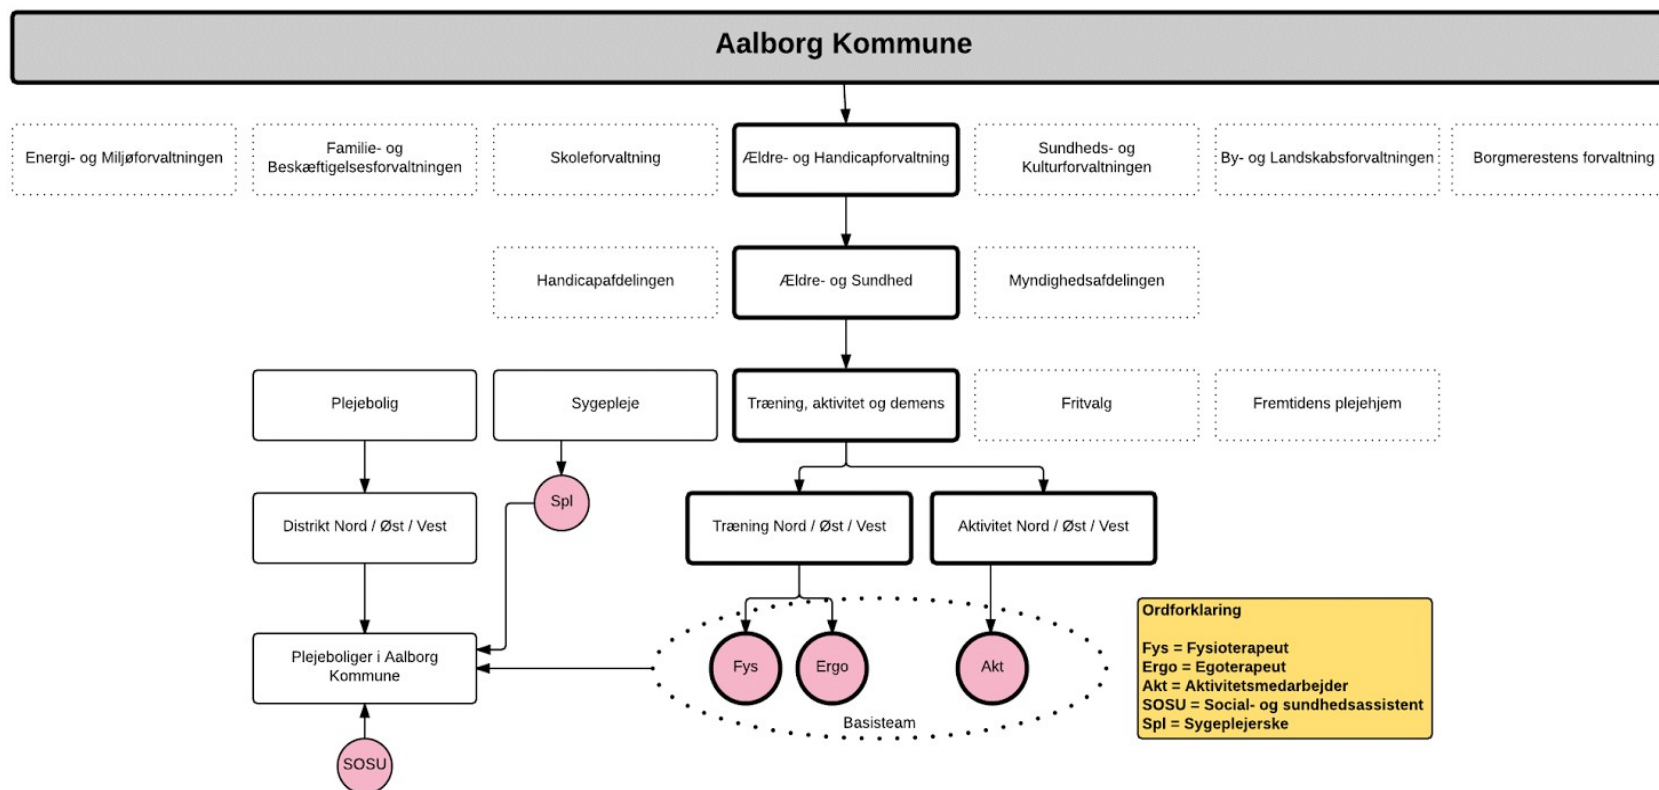 Aalborg Kommune
Energi- og Miljøforvaltningen
Familie- og
Beskæftigelsesforvaltningen
Skoleforvaltning
Ældre- og Handicapforvaltning
Sundheds- og
Kulturforvaltningen
By- og Landskabsforvaltningen
Borgmerestens forvaltning
Handicapafdelingen
Ældre- og Sundhed
Myndighedsafdelingen
Plejebolig
Sygepleje
Træning, aktivitet og demens
Fritvalg
Fremtidens plejehjem
Spl
Distrikt Nord / Øst / Vest
Træning Nord / Øst / Vest
Aktivitet Nord / Øst / Vest
Plejeboliger i Aalborg
Kommune
Fys
Ergo
Akt
Basisteam
SOSU
Ordforklaring
Fys = Fysioterapeut
Ergo = Egoterapeut
Akt = Aktivitetsmedarbejder
SOSU = Social- og sundhedsassistent
Spl = Sygeplejerske